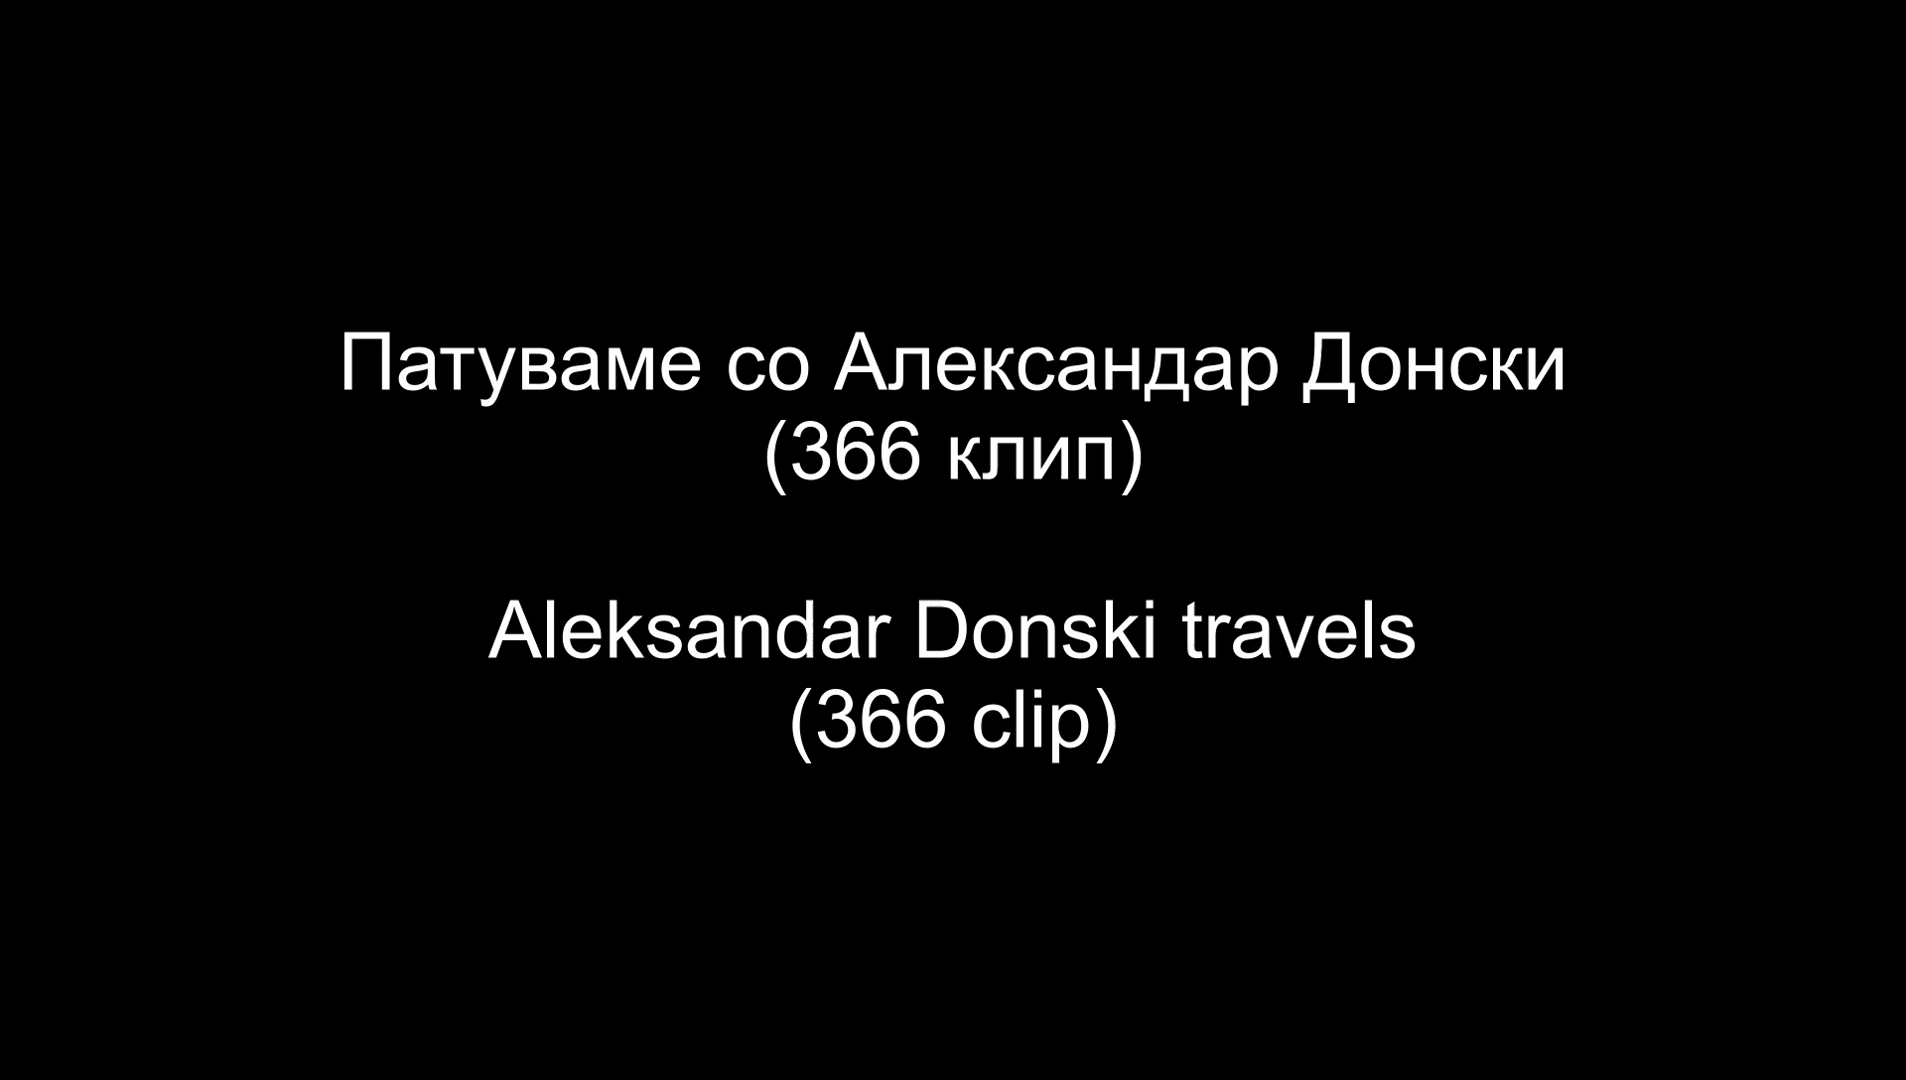 Патуваме со Александар Донски
(366 клип)
Aleksandar Donski travels
(366 clip)